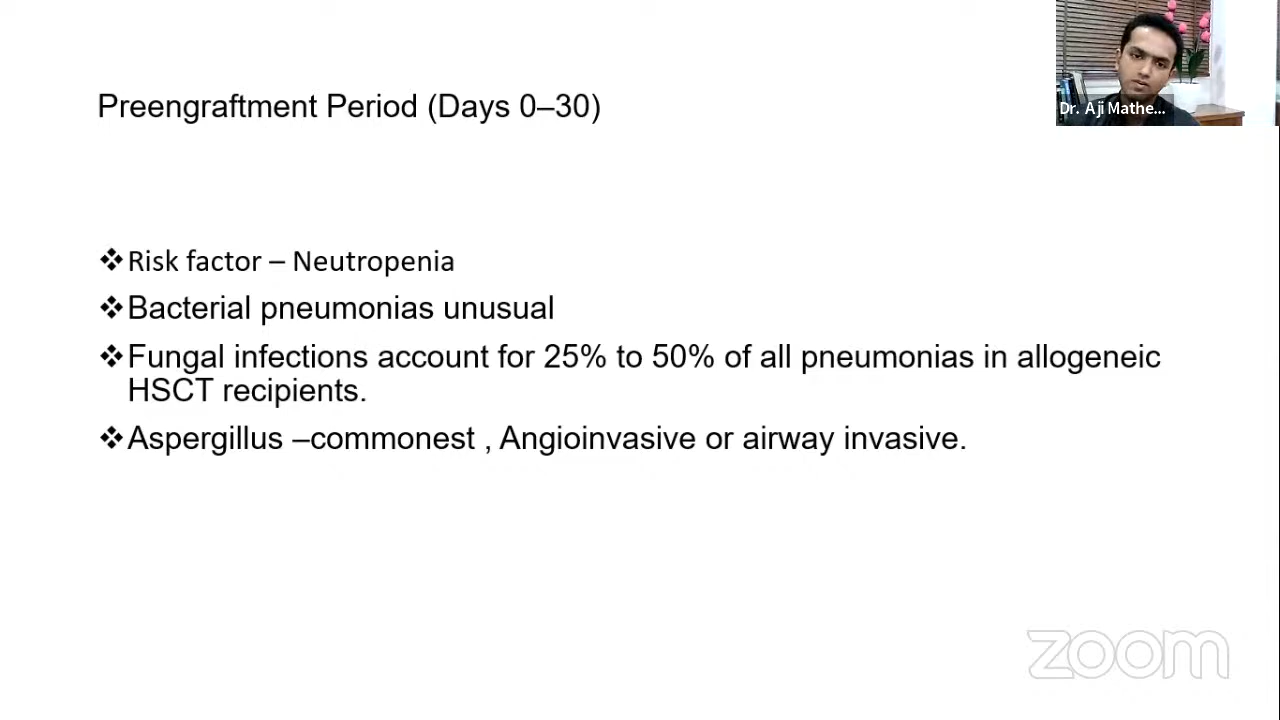 Preengraftment Period (Days 0–30)
Dr. Aji Mathe...
❖Risk factor – Neutropenia
❖Bacterial pneumonias unusual
❖Fungal infections account for 25% to 50% of all pneumonias in allogeneic
HSCT recipients.
❖Aspergillus –commonest , Angioinvasive or airway invasive.
zoom